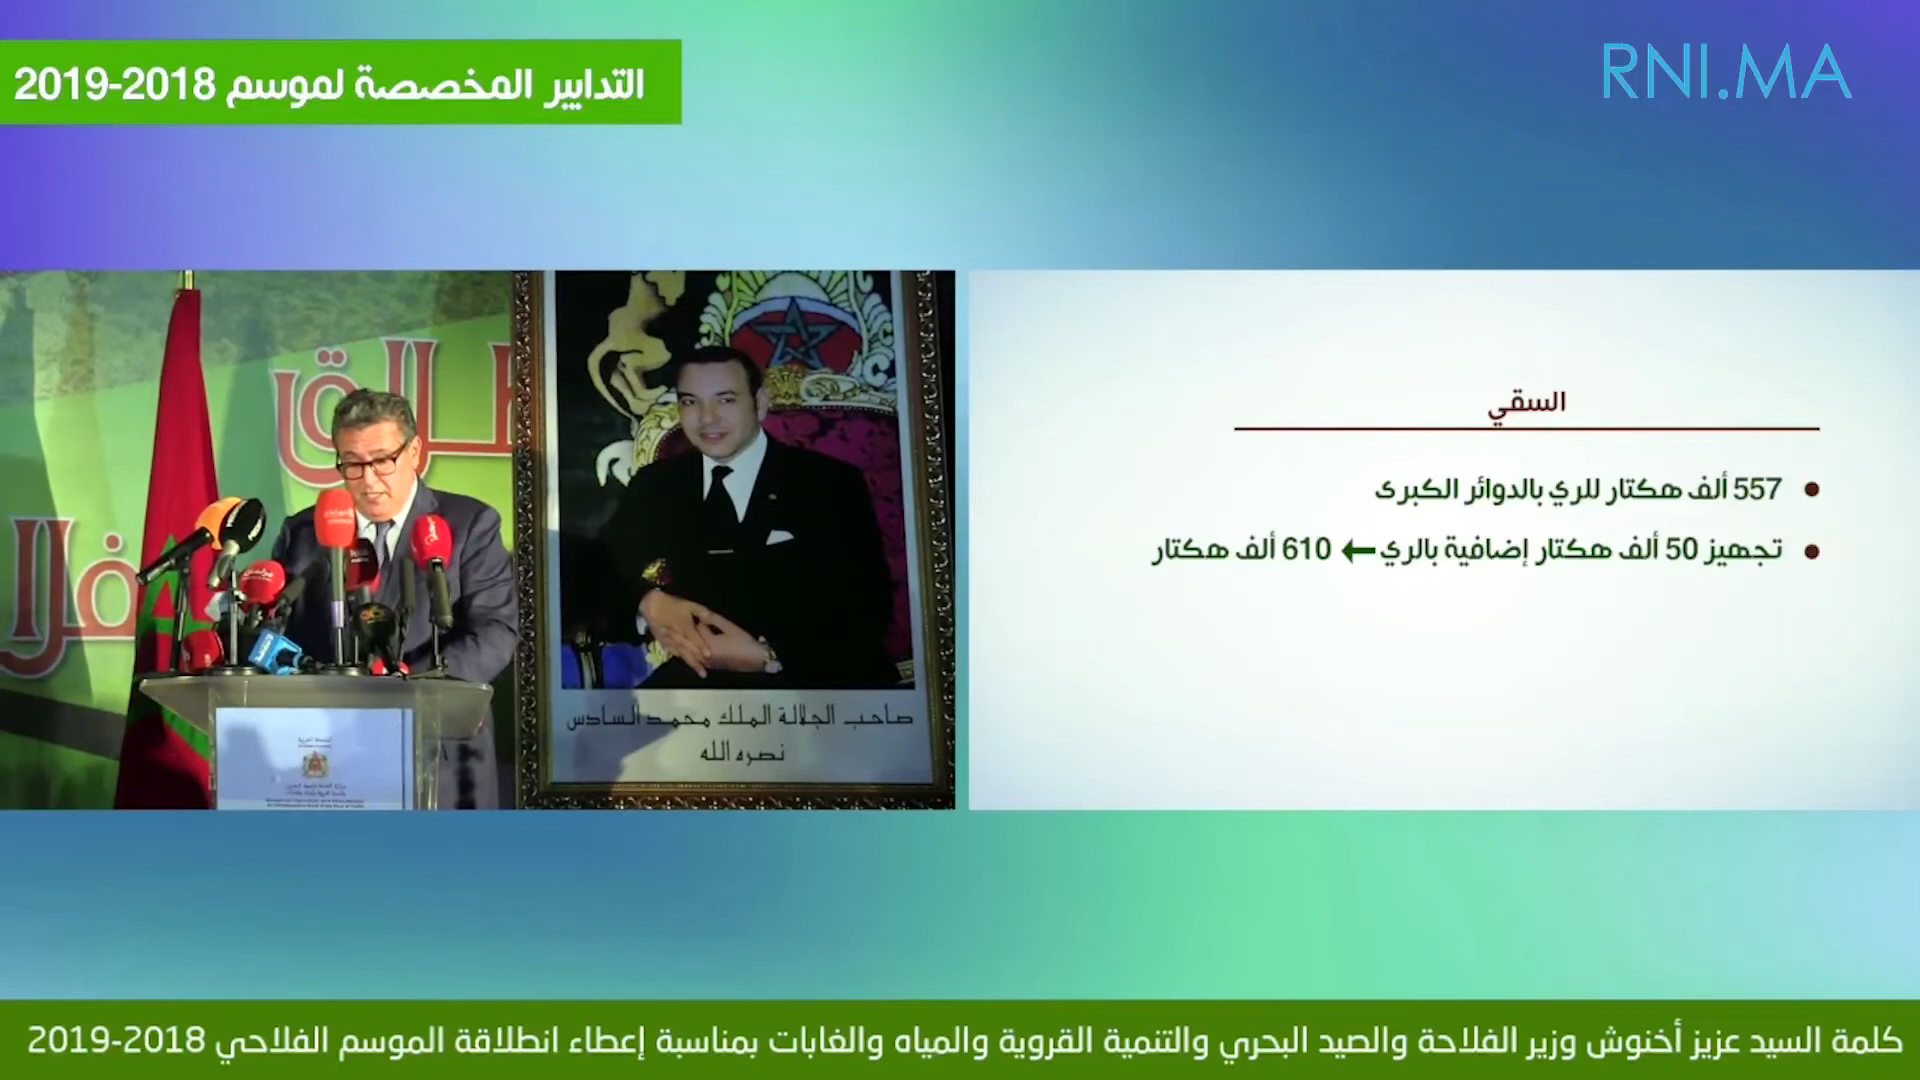 التدابير المخصصة لموسم 2018-2019
RNI.MA
صاحب الجلالة الملك محمد السادس
نصره الله
السقي
557 ألف هكتار للري بالدوائر الكبرى
تجهيز 50 ألف هكتار إضافية بالري ← 610 ألف هكتار
كلمة السيد عزيز أخنوش وزير الفلاحة والصيد البحري والتنمية القروية والمياه والغابات بمناسبة إعطاء انطلاقة الموسم الفلاحي 2018-2019